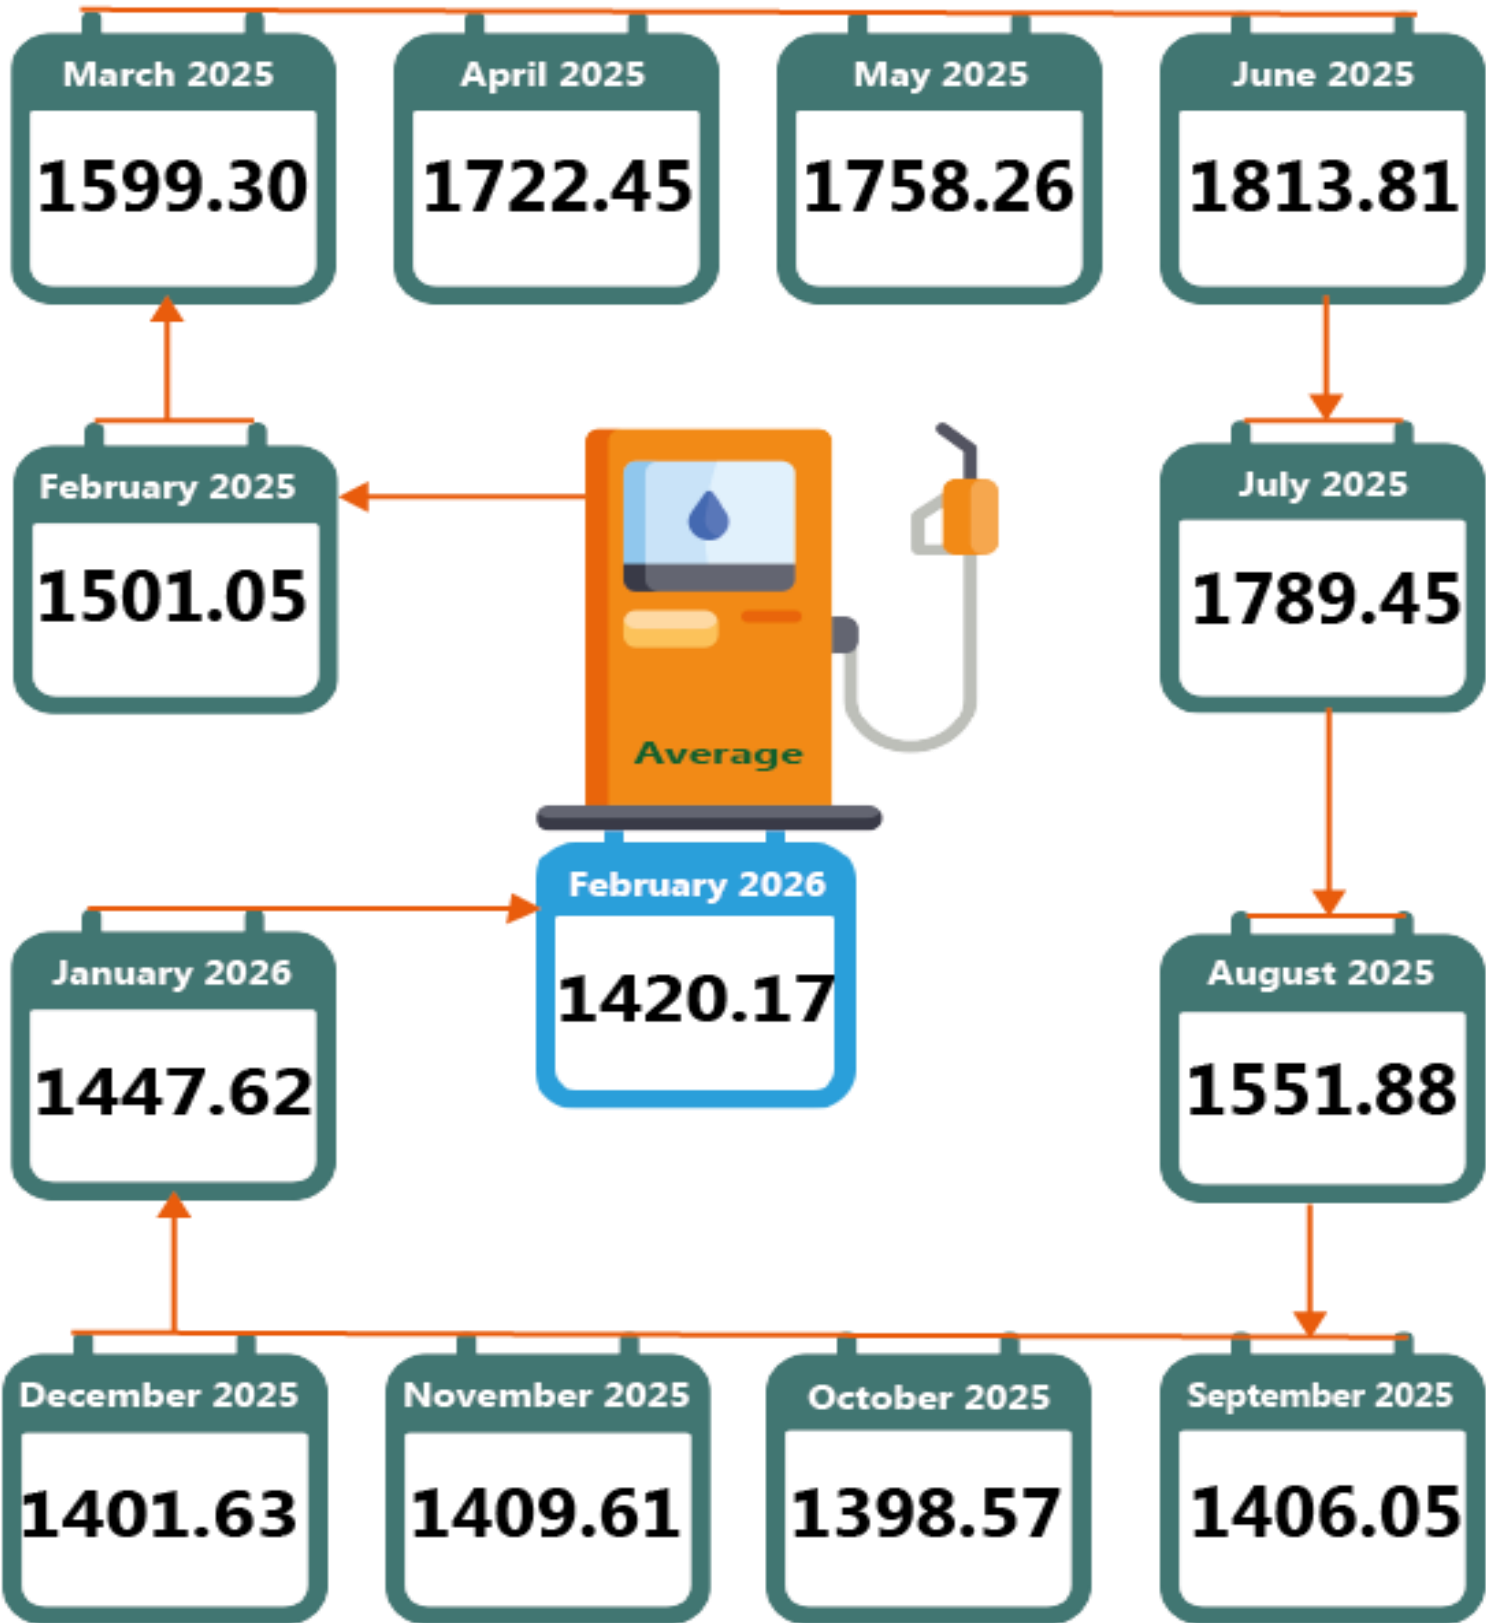 March 2025
1599.30
April 2025
1722.45
May 2025
1758.26
June 2025
1813.81
February 2025
1501.05
July 2025
1789.45
Average
February 2026
1420.17
January 2026
1447.62
August 2025
1551.88
December 2025
1401.63
November 2025
1409.61
October 2025
1398.57
September 2025
1406.05